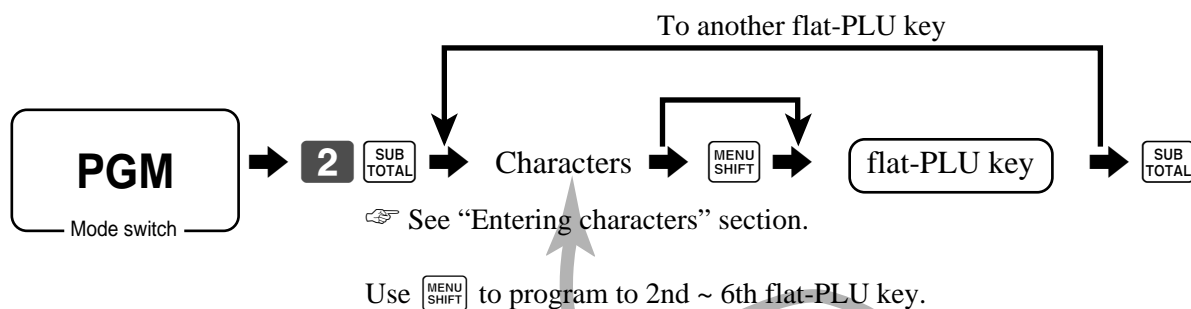 To another flat-PLU key
PGM
Mode switch
2 SUB TOTAL Characters MENU SHIFT flat-PLU key SUB TOTAL
☞ See “Entering characters” section.
Use MENU SHIFT to program to 2nd ~ 6th flat-PLU key.